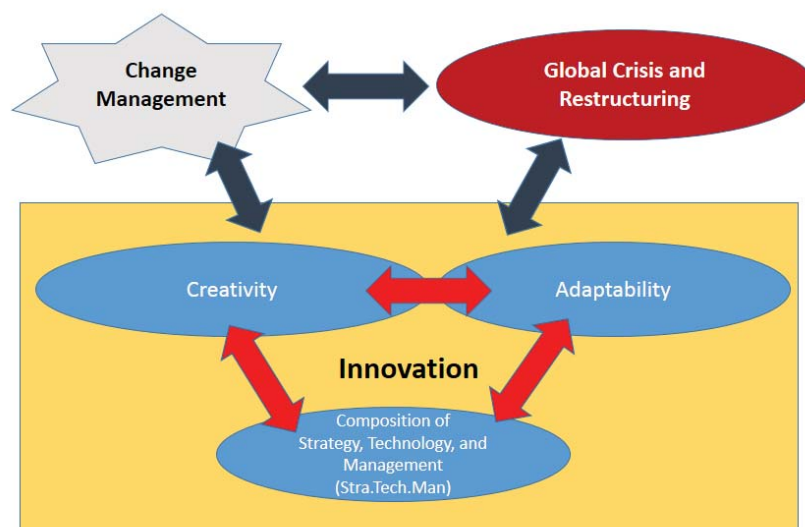 Change
Management
Global Crisis and
Restructuring
Creativity
Adaptability
Innovation
Composition of
Strategy, Technology, and
Management
(Stra.Tech.Man)